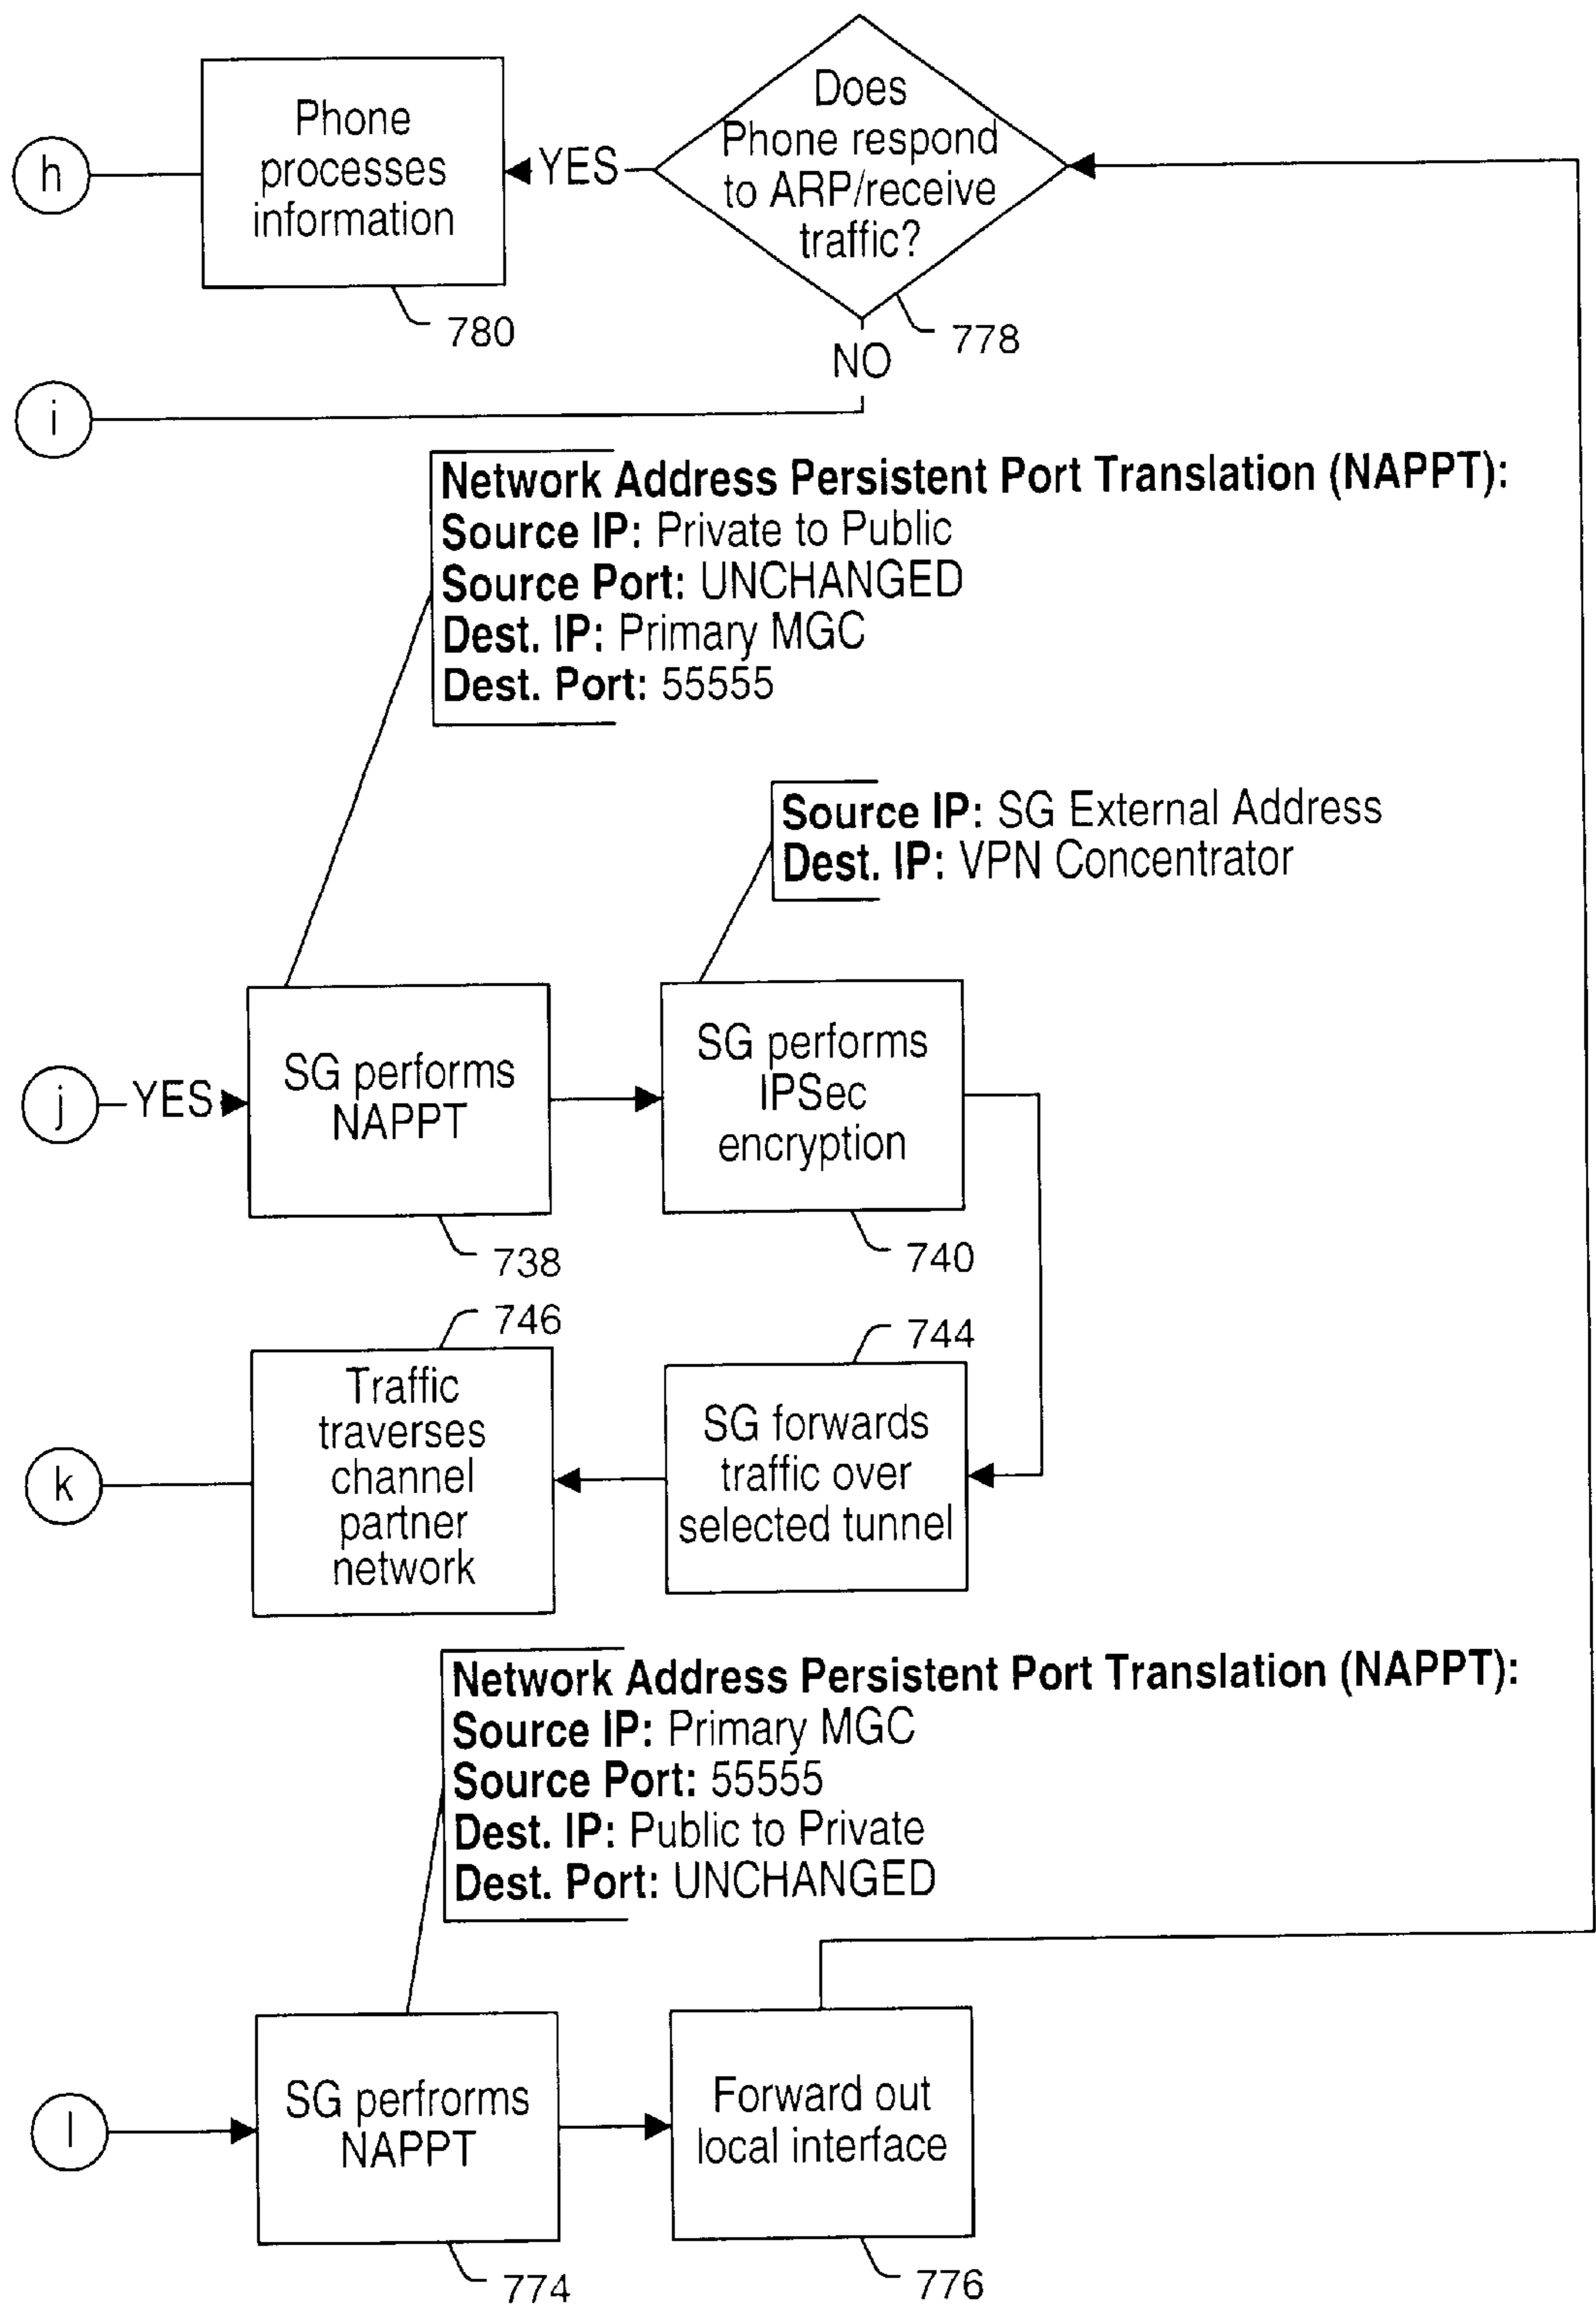 Does
Phone respond
to ARP/receive
traffic?
Phone
processes
information
h
YES
780
778
NO
i
Network Address Persistent Port Translation (NAPPT):
Source IP: Private to Public
Source Port: UNCHANGED
Dest. IP: Primary MGC
Dest. Port: 55555
Source IP: SG External Address
Dest. IP: VPN Concentrator
j
YES
SG performs
NAPPT
SG performs
IPSec
encryption
738
740
746
744
k
Traffic
traverses
channel
partner
network
SG forwards
traffic over
selected tunnel
Network Address Persistent Port Translation (NAPPT):
Source IP: Primary MGC
Source Port: 55555
Dest. IP: Public to Private
Dest. Port: UNCHANGED
l
SG perfrorms
NAPPT
Forward out
local interface
774
776